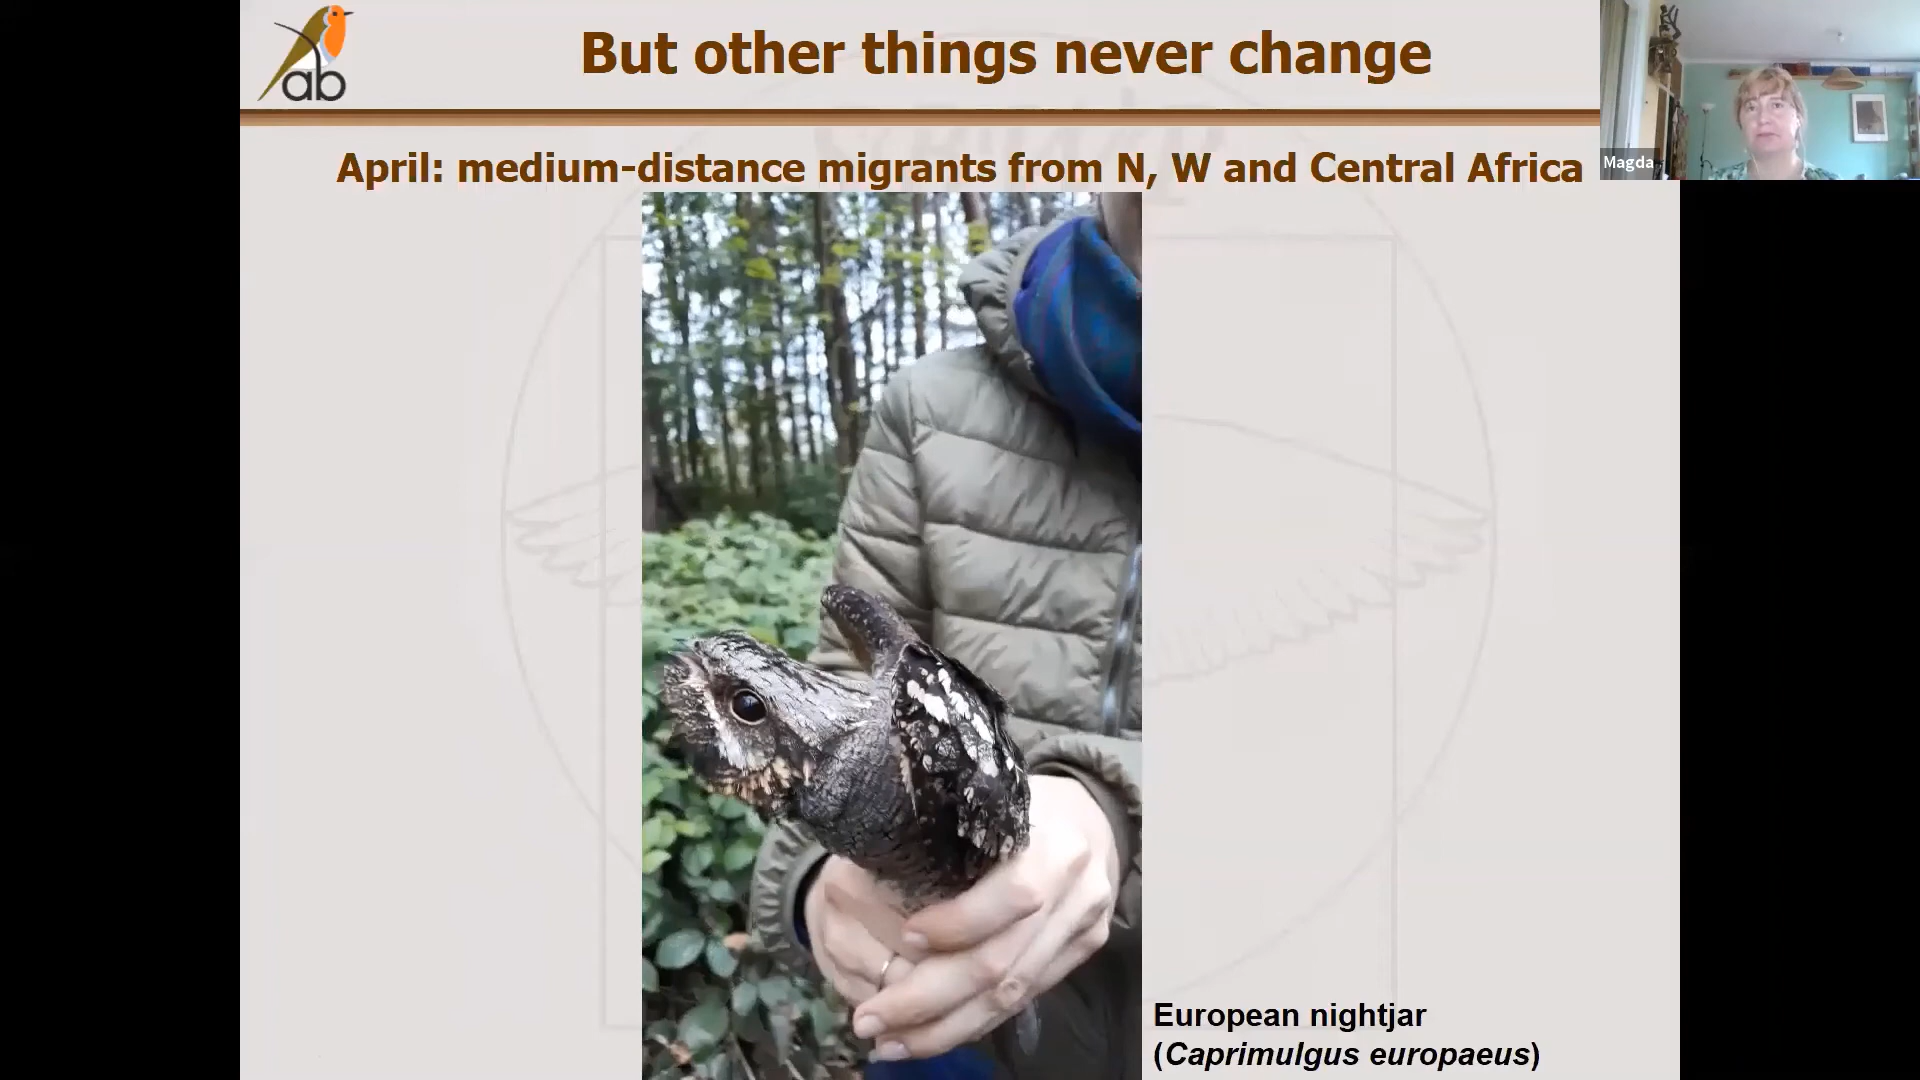 ab
But other things never change
Magda
April: medium-distance migrants from N, W and Central Africa
European nightjar
(Caprimulgus europaeus)